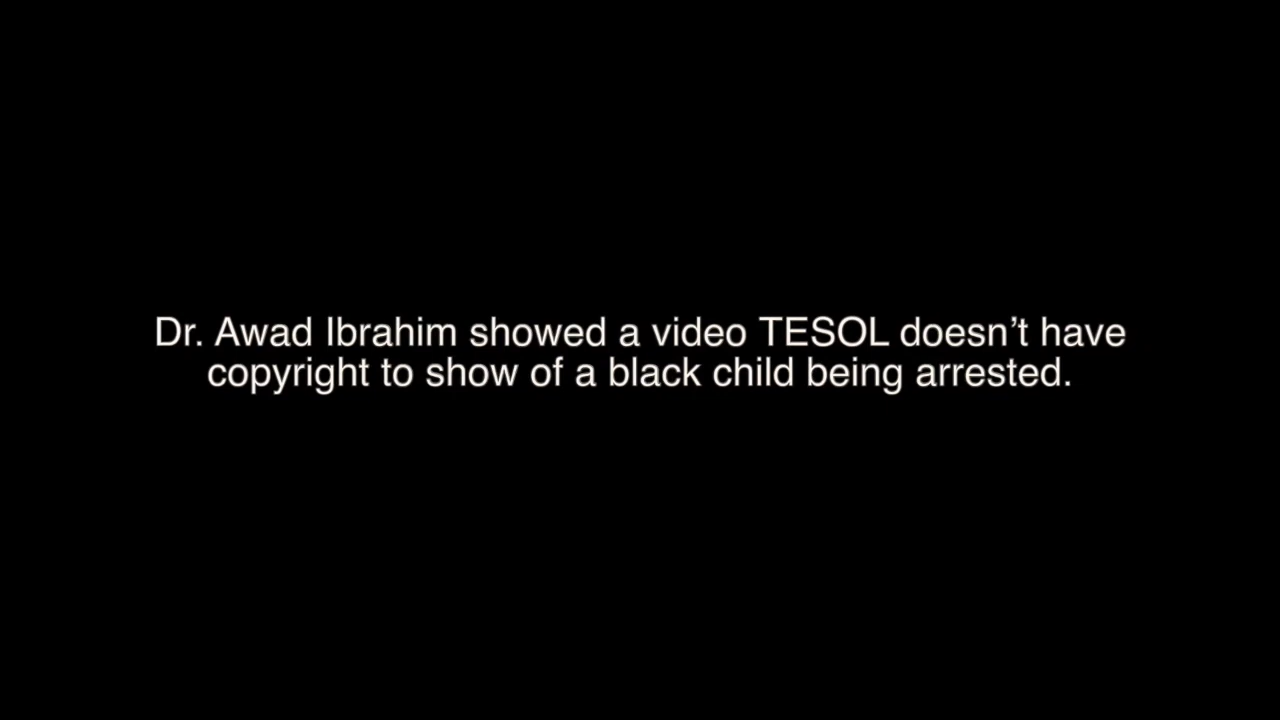 Dr. Awad Ibrahim showed a video TESOL doesn’t have
copyright to show of a black child being arrested.